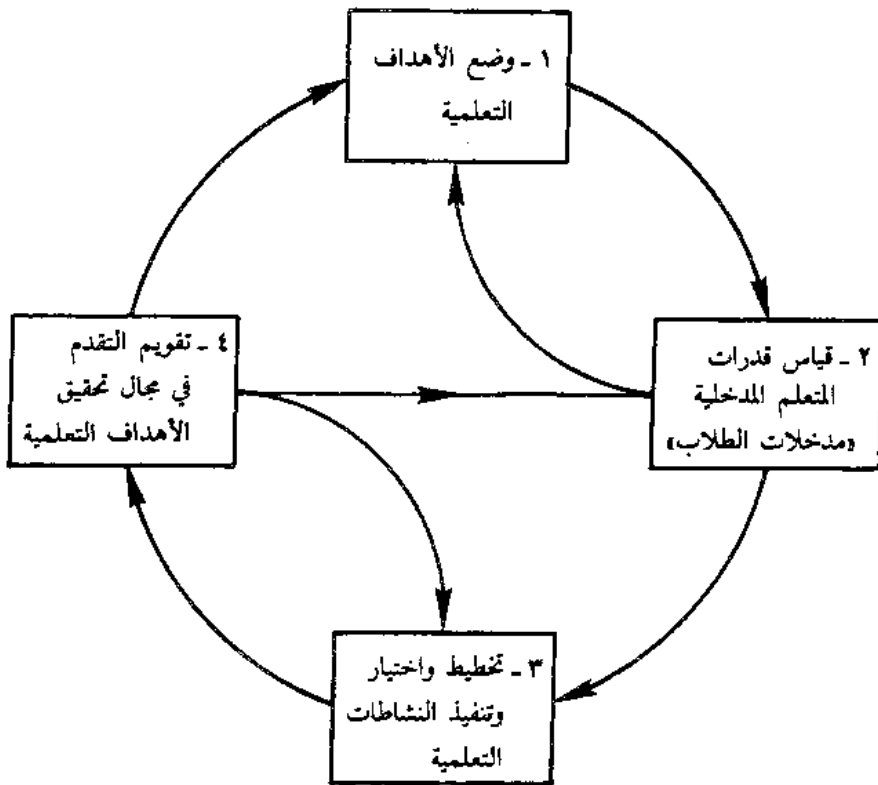 ١ ـ وضع الأهداف
التعلمية
٢ ـ قياس قدرات
المتعلم المدخلية
«مدخلات الطلاب»
٣ ـ تخطيط واختيار
وتنفيذ النشاطات
التعلمية
٤ ـ تقويم التقدم
في مجال تحقيق
الأهداف التعلمية